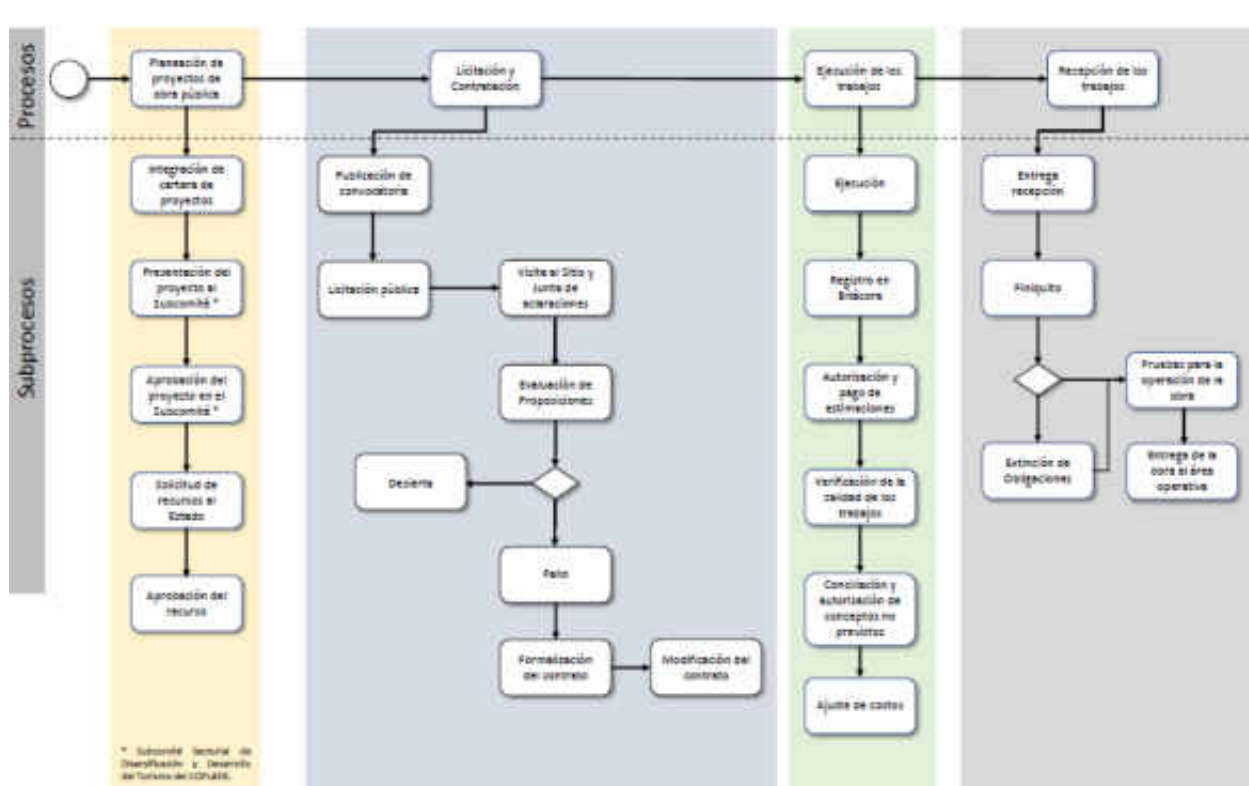 Procesos
Planeación de
proyectos de
obra pública
Licitación y
Contratación
Ejecución de los
trabajos
Recepción de los
trabajos
Subprocesos
Integración de
cartera de
proyectos
Presentación del
proyecto al
Subcomité *
Aprobación del
proyecto en el
Subcomité *
Solicitud de
recursos al
Estado
Aprobación del
recurso
* Subcomité Sectorial de
Diversificación y Desarrollo
del Turismo del
Publicación de
convocatoria
Licitación pública
Visita al Sitio y
Junta de
aclaraciones
Evaluación de
Proposiciones
Desierta
Fallo
Formalización
del contrato
Modificación del
contrato
Ejecución
Registro en
Bitácora
Autorización y
pago de
estimaciones
Verificación de la
calidad de los
trabajos
Conciliación y
autorización de
conceptos no
previstos
Ajuste de costos
Entrega
recepción
Finiquito
Extinción de
Obligaciones
Pruebas para la
operación de la
obra
Entrega de la
obra al área
operativa